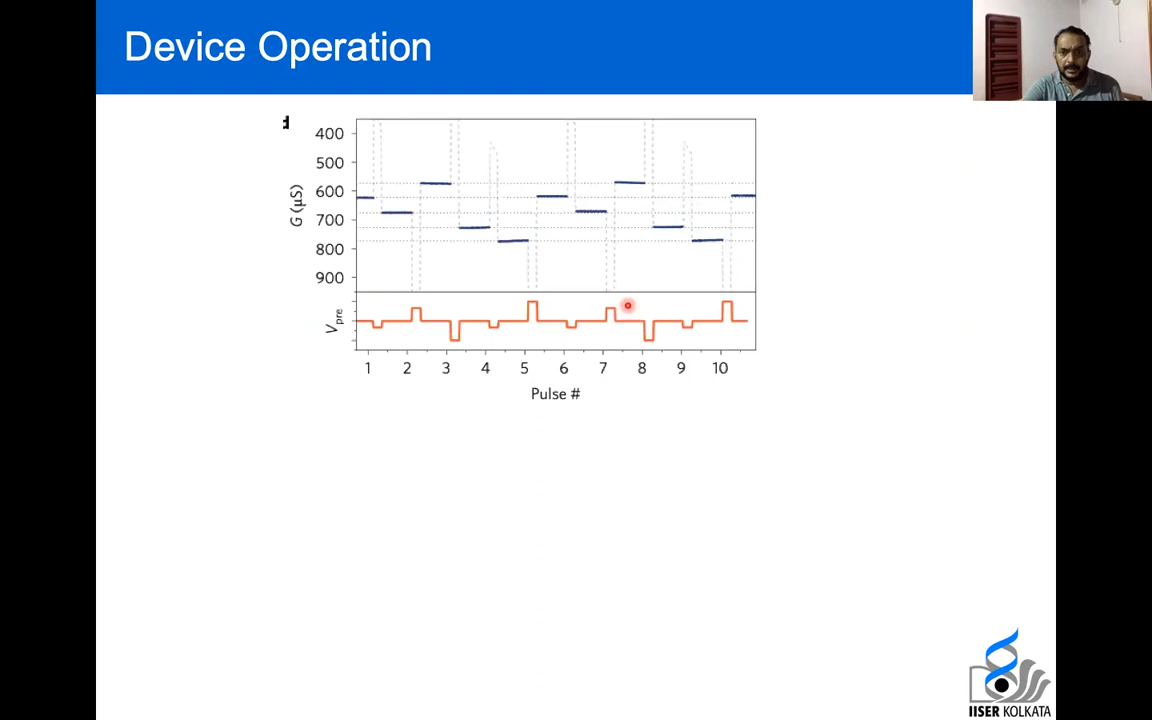 Device Operation
d
400
500
600
700
800
900
G (μS)
Vpre
1 2 3 4 5 6 7 8 9 10
Pulse #
IISER KOLKATA